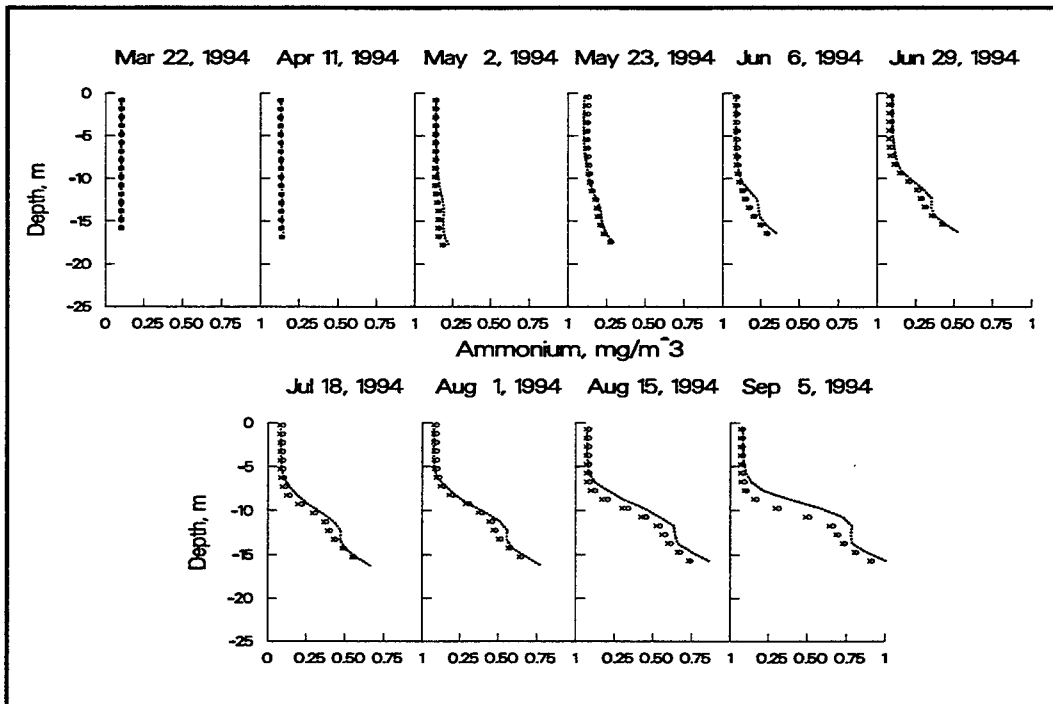 Mar 22, 1994 Apr 11, 1994 May 2, 1994 May 23, 1994 Jun 6, 1994 Jun 29, 1994
0
-5
-10
-15
-20
-25
Depth, m
0 0.25 0.50 0.75 1 0.25 0.50 0.75 1 0.25 0.50 0.75 1 0.25 0.50 0.75 1 0.25 0.50 0.75 1 0.25 0.50 0.75 1
Ammonium, mg/m^3
Jul 18, 1994 Aug 1, 1994 Aug 15, 1994 Sep 5, 1994
0
-5
-10
-15
-20
-25
Depth, m
0 0.25 0.50 0.75 1 0.25 0.50 0.75 1 0.25 0.50 0.75 1 0.25 0.50 0.75 1